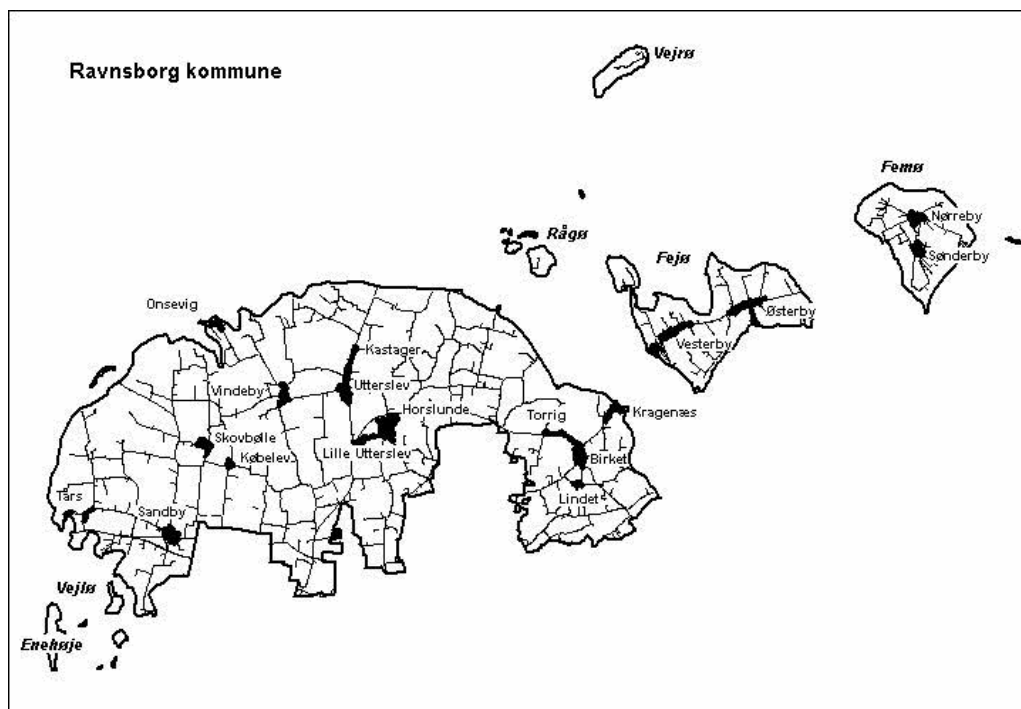 Ravnsborg kommune
Vejrø
Femø
Nørreby
Rågø
Fejø
Sønderby
Onsevig
Østerby
Vesterby
Kastager
Vindeby
Utterslev
Horslunde
Torrig
Kragenæs
Skovbølle
Købelev
Lille Utterslev
Birket
Tårs
Lindet
Sandby
Vejlø
Enehøje